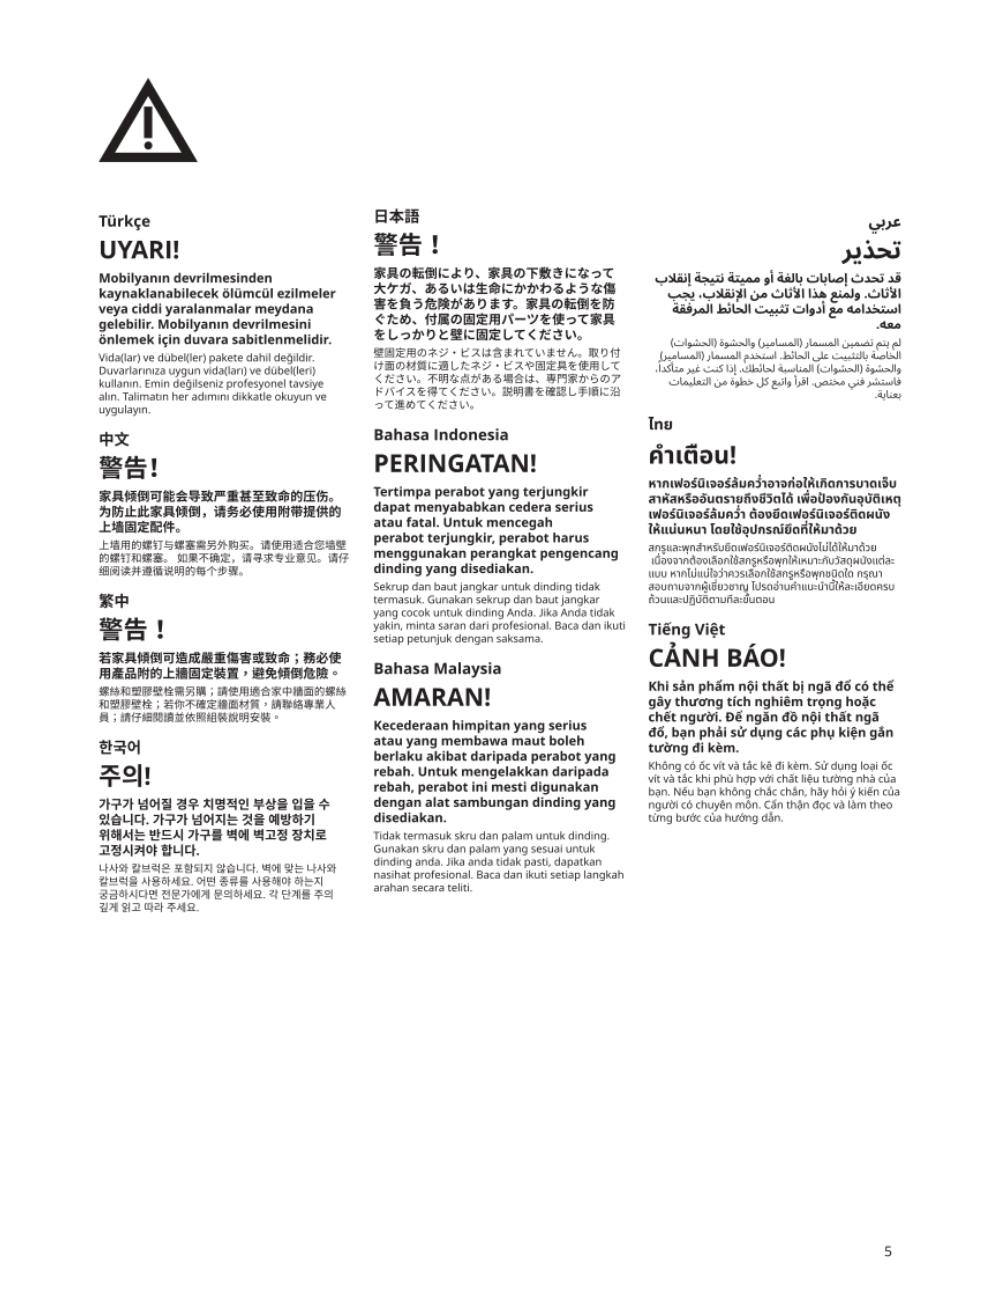 Türkçe
UYARI!
Mobilyanın devrilmesinden
kaynaklanabilecek ölümcül ezilmeler
veya ciddi yaralanmalar meydana
gelebilir. Mobilyanın devrilmesini
önlemek için duvara sabitlenmelidir.
Vida(lar) ve dübel(ler) pakete dahil değildir.
Duvarlarınıza uygun vida(ları) ve dübel(leri)
kullanın. Emin değilseniz profesyonel tavsiye
alın. Talimatın her adımını dikkatle okuyun ve
uygulayın.
中文
警告!
家具倾倒可能会导致严重甚至致命的压伤。
为防止此家具倾倒，请务必使用附带提供的
上墙固定配件。
上墙用的螺钉与螺塞需另外购买。请使用适合您墙壁
的螺钉和螺塞。 如果不确定，请寻求专业意见。请仔
细阅读并遵循说明的每个步骤。
繁中
警告！
若家具傾倒可造成嚴重傷害或致命；務必使
用產品附的上牆固定裝置，避免傾倒危險。
螺絲和塑膠壁栓需另購；請使用適合家中牆面的螺絲
和塑膠壁栓；若你不確定牆面材質，請聯絡專業人
員；請仔細閱讀並依照組裝說明安裝。
한국어
주의!
가구가 넘어질 경우 치명적인 부상을 입을 수
있습니다. 가구가 넘어지는 것을 예방하기
위해서는 반드시 가구를 벽에 벽고정 장치로
고정시켜야 합니다.
나사와 칼브럭은 포함되지 않습니다. 벽에 맞는 나사와
칼브럭을 사용하세요. 어떤 종류를 사용해야 하는지
궁금하시다면 전문가에게 문의하세요. 각 단계를 주의
깊게 읽고 따라 주세요.
日本語
警告！
家具の転倒により、家具の下敷きになって
大ケガ、あるいは生命にかかわるような傷
害を負う危険があります。家具の転倒を防
ぐため、付属の固定用パーツを使って家具
をしっかりと壁に固定してください。
壁固定用のネジ・ビスは含まれていません。取り付
け面の材質に適したネジ・ビスや固定具を使用して
ください。不明な点がある場合は、専門家からのア
ドバイスを得てください。説明書を確認し手順に沿
って進めてください。
Bahasa Indonesia
PERINGATAN!
Tertimpa perabot yang terjungkir
dapat menyababkan cedera serius
atau fatal. Untuk mencegah
perabot terjungkir, perabot harus
menggunakan perangkat pengencang
dinding yang disediakan.
Sekrup dan baut jangkar untuk dinding tidak
termasuk. Gunakan sekrup dan baut jangkar
yang cocok untuk dinding Anda. Jika Anda tidak
yakin, minta saran dari profesional. Baca dan ikuti
setiap petunjuk dengan saksama.
Bahasa Malaysia
AMARAN!
Kecederaan himpitan yang serius
atau yang membawa maut boleh
berlaku akibat daripada perabot yang
rebah. Untuk mengelakkan daripada
rebah, perabot ini mesti digunakan
dengan alat sambungan dinding yang
disediakan.
Tidak termasuk skru dan palam untuk dinding.
Gunakan skru dan palam yang sesuai untuk
dinding anda. Jika anda tidak pasti, dapatkan
nasihat profesional. Baca dan ikuti setiap langkah
arahan secara teliti.
عربي
تحذير
قد تحدث إصابات بالغة أو مميتة نتيجة إنقلاب
الأثاث. ولمنع هذا الأثاث من الإنقلاب، يجب
استخدامه مع أدوات تثبيت الحائط المرفقة
معه.
لم يتم تضمين المسمار (المسامير) والحشوة (الحشوات)
الخاصة بالتثبيت على الحائط. استخدم المسمار (المسامير)
والحشوة (الحشوات) المناسبة لحائطك. إذا كنت غير متأكداً،
فاستشر فني مختص. اقرأ واتبع كل خطوة من التعليمات
بعناية.
ไทย
คำเตือน!
หากเฟอร์นิเจอร์ล้มคว่ำอาจก่อให้เกิดการบาดเจ็บ
สาหัสหรืออันตรายถึงชีวิตได้ เพื่อป้องกันอุบัติเหตุ
เฟอร์นิเจอร์ล้มคว่ำ ต้องยึดเฟอร์นิเจอร์ติดผนัง
ให้แน่นหนา โดยใช้อุปกรณ์ยึดที่ให้มาด้วย
สกรูและพุกสำหรับยึดเฟอร์นิเจอร์ติดผนังไม่ได้ให้มาด้วย
เนื่องจากต้องเลือกใช้สกรูหรือพุกให้เหมาะกับวัสดุผนังแต่ละ
แบบ หากไม่แน่ใจว่าควรเลือกใช้สกรูหรือพุกชนิดใด กรุณา
สอบถามจากผู้เชี่ยวชาญ โปรดอ่านคำแนะนำนี้ให้ละเอียดครบ
ถ้วนและปฏิบัติตามทีละขั้นตอน
Tiếng Việt
CẢNH BÁO!
Khi sản phẩm nội thất bị ngã đổ có thể
gây thương tích nghiêm trọng hoặc
chết người. Để ngăn đồ nội thất ngã
đổ, bạn phải sử dụng các phụ kiện gắn
tường đi kèm.
Không có ốc vít và tắc kê đi kèm. Sử dụng loại ốc
vít và tắc khi phù hợp với chất liệu tường nhà của
bạn. Nếu bạn không chắc chắn, hãy hỏi ý kiến của
người có chuyên môn. Cẩn thận đọc và làm theo
từng bước của hướng dẫn.
5